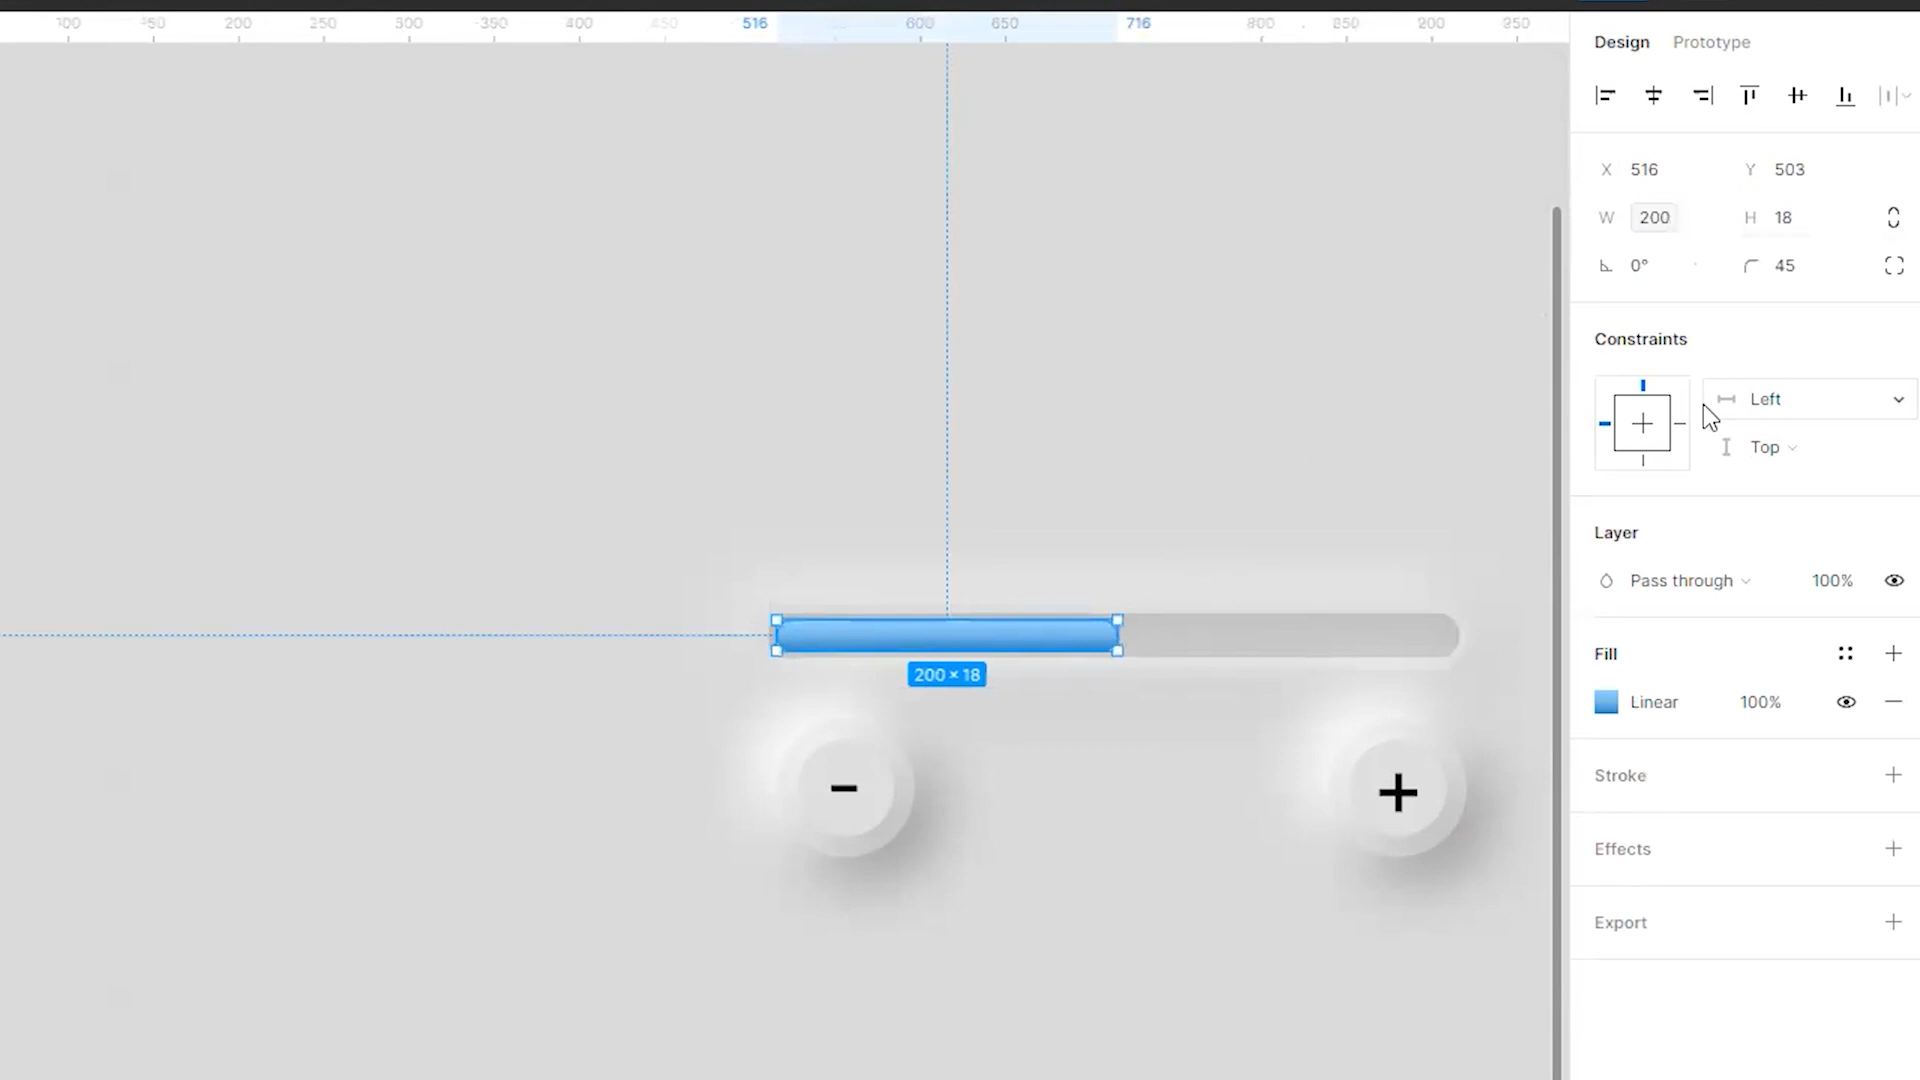 100 150 200 250 300 350 400 450 516 600 650 716 800 850 900 950
Design Prototype
X 516 Y 503
W 200 H 18
0° 45
Constraints
Left
Top
Layer
Pass through 100%
Fill
Linear 100%
200 × 18
- +
Stroke
Effects
Export